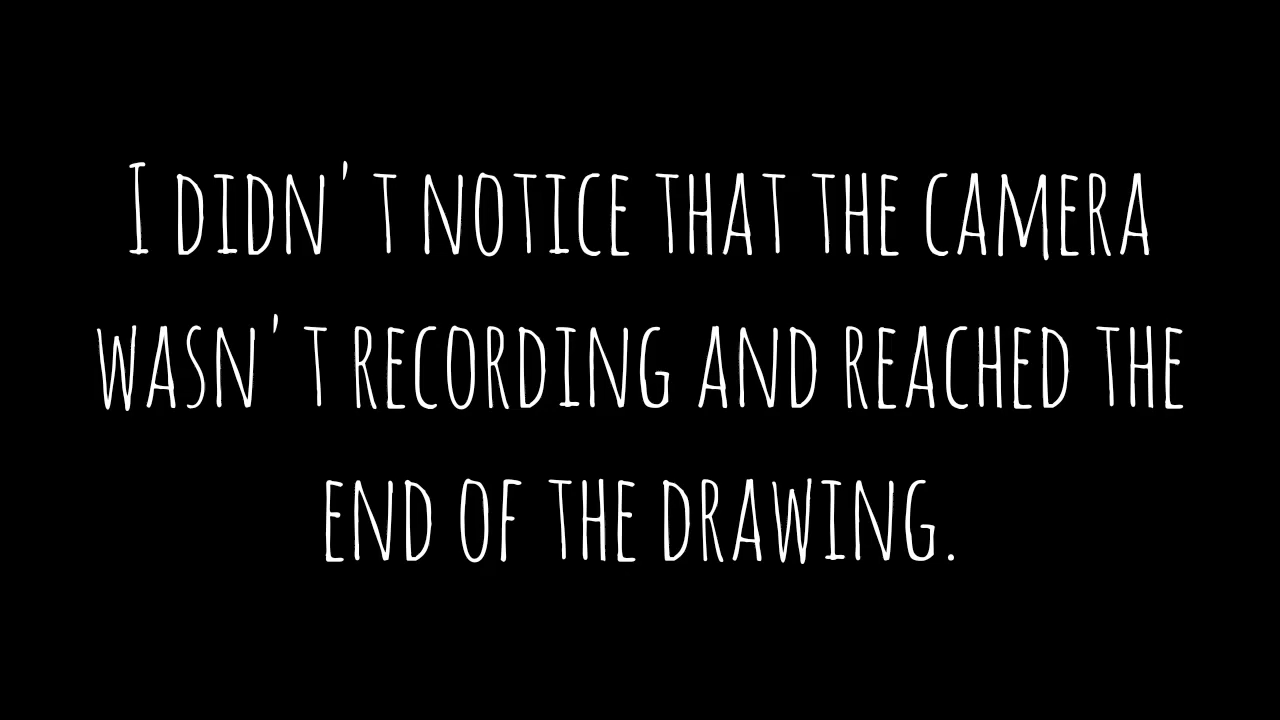 I didn't notice that the camera
wasn't recording and reached the
end of the drawing.